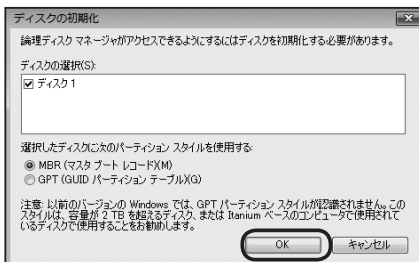 ディスクの初期化
論理ディスク マネージャがアクセスできるようにするにはディスクを初期化する必要があります。
ディスクの選択(S):
ディスク 1
選択したディスクに次のパーティション スタイルを使用する:
MBR (マスタ ブート レコード)(M)
GPT (GUID パーティション テーブル)(G)
注意: 以前のバージョンの Windows では、GPT パーティション スタイルが認識されません。この
スタイルは、容量が 2 TB を超えるディスク、または Itanium ベースのコンピュータで使用されて
いるディスクで使用することをお勧めします。
OK キャンセル